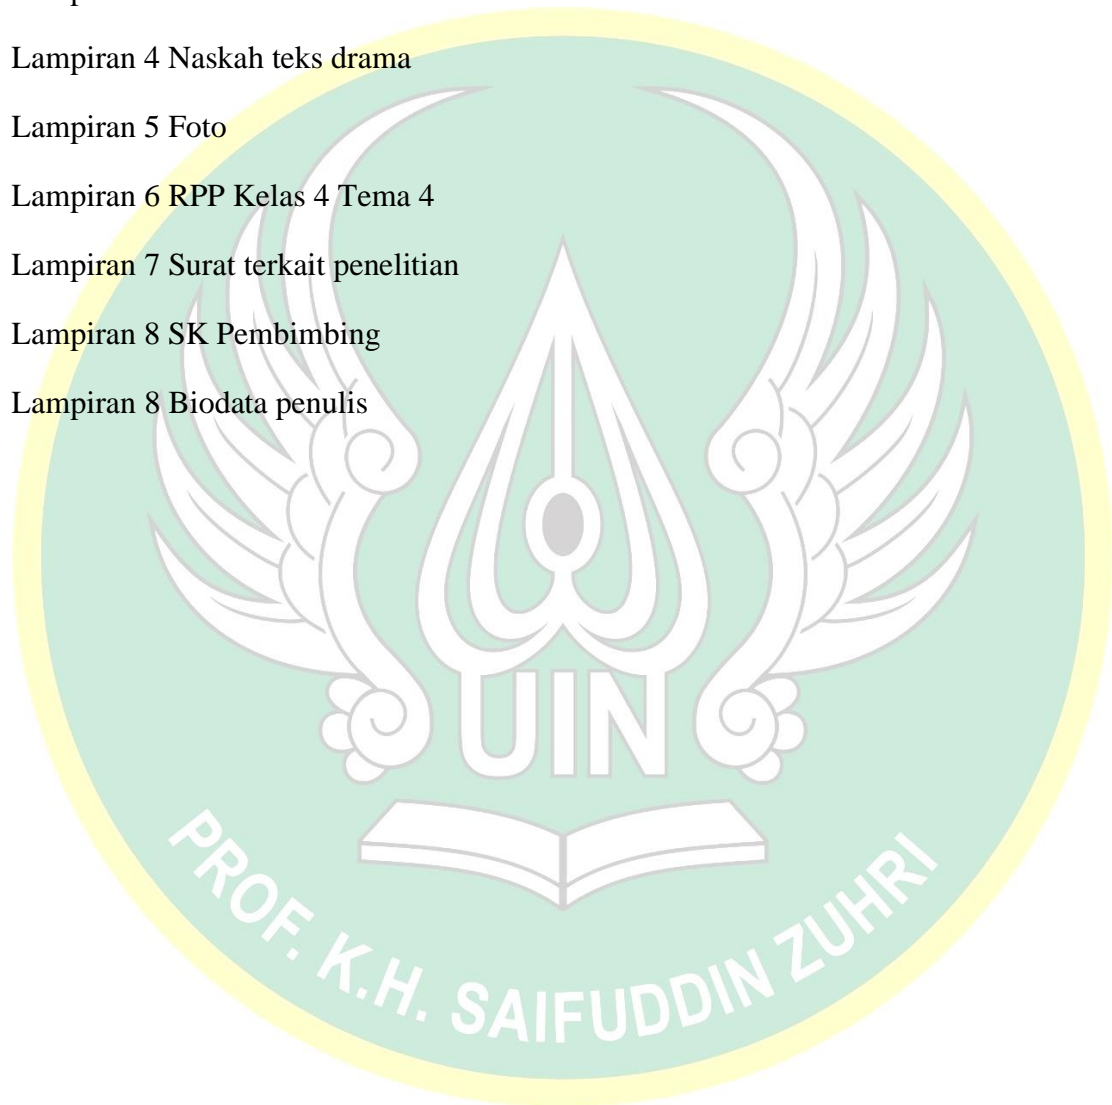 Lampiran 4 Naskah teks drama
Lampiran 5 Foto
Lampiran 6 RPP Kelas 4 Tema 4
Lampiran 7 Surat terkait penelitian
Lampiran 8 SK Pembimbing
Lampiran 8 Biodata penulis
UIN
PROF. K.H. SAIFUDDIN ZUHRI